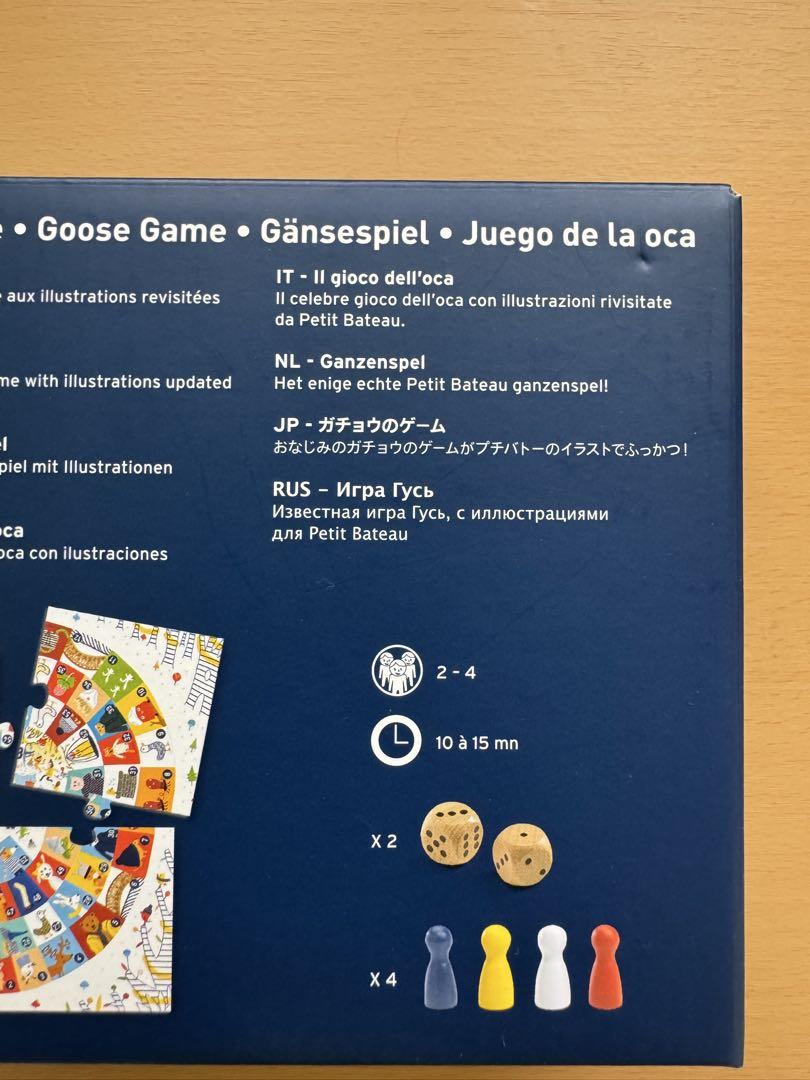 • Goose Game • Gänsespiel • Juego de la oca
aux illustrations revisitées
with illustrations updated
piel mit Illustrationen
oca con ilustraciones
IT - Il gioco dell'oca
Il celebre gioco dell'oca con illustrazioni rivisitate
da Petit Bateau.
NL - Ganzenspel
Het enige echte Petit Bateau ganzenspel!
JP - ガチョウのゲーム
おなじみのガチョウのゲームがプチバトーのイラストでふっかつ!
RUS – Игра Гусь
Известная игра Гусь, с иллюстрациями
для Petit Bateau
2 - 4
10 à 15 mn
X 2
X 4